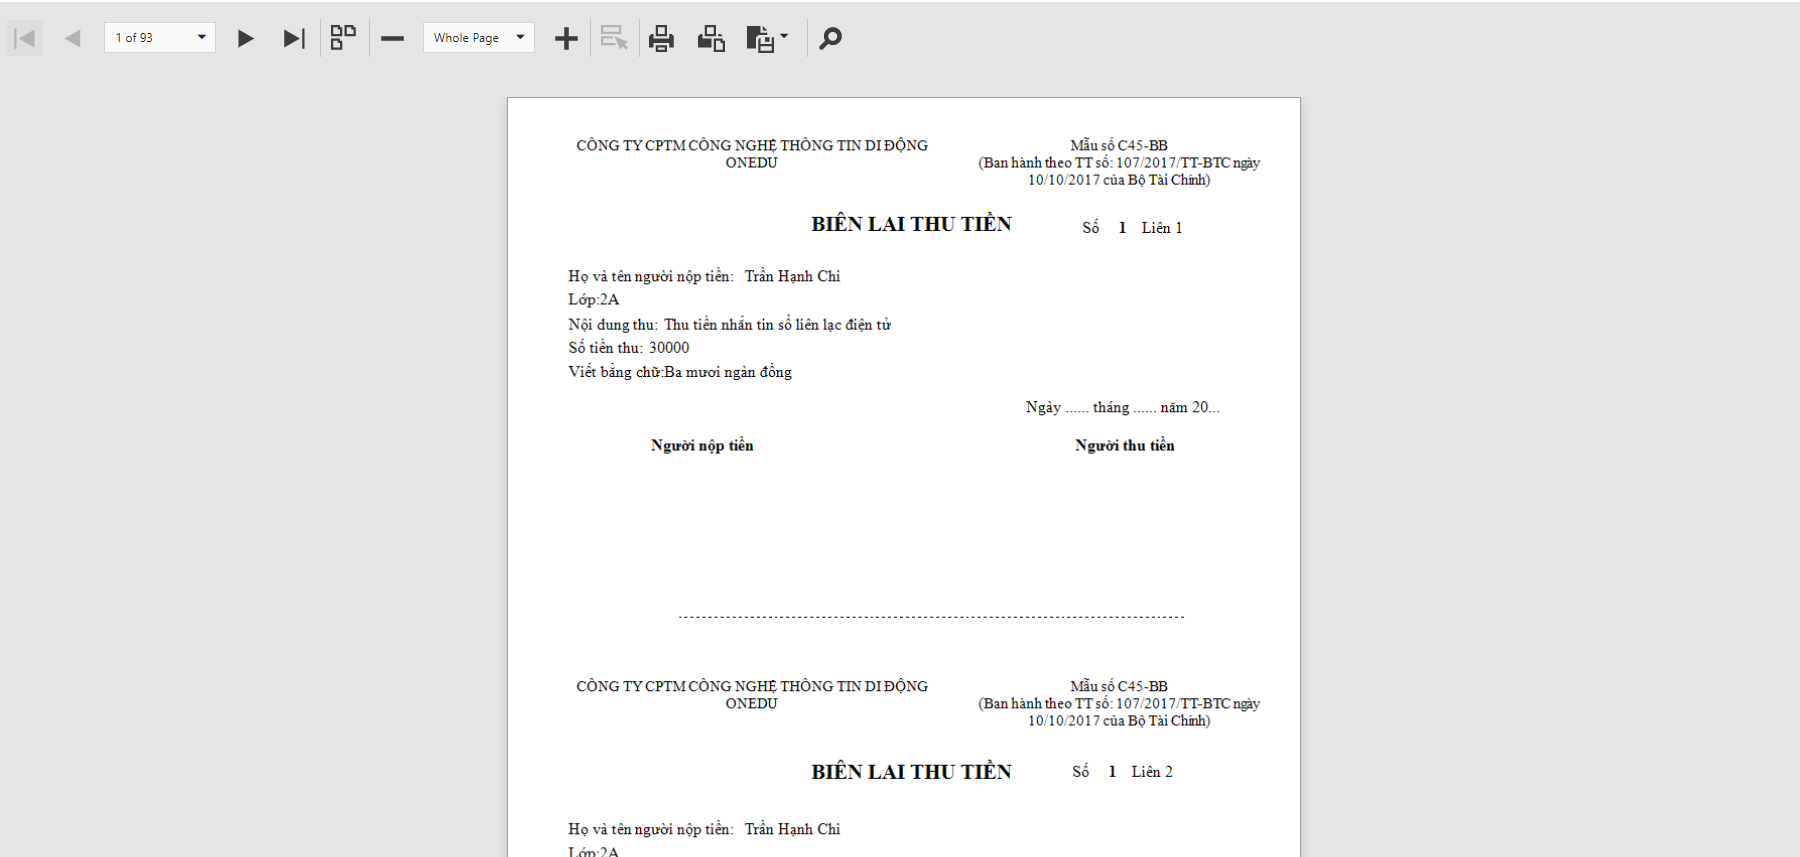 1 of 93
Whole Page
CÔNG TY CPTM CÔNG NGHỆ THÔNG TIN DI ĐỘNG
ONEDU
Mẫu số C45-BB
(Ban hành theo TT số: 107/2017/TT-BTC ngày
10/10/2017 của Bộ Tài Chính)
BIÊN LAI THU TIỀN
Số 1 Liên 1
Họ và tên người nộp tiền: Trần Hạnh Chi
Lớp:2A
Nội dung thu: Thu tiền nhắn tin sổ liên lạc điện tử
Số tiền thu: 30000
Viết bằng chữ:Ba mươi ngàn đồng
Ngày ...... tháng ...... năm 20...
Người nộp tiền
Người thu tiền
CÔNG TY CPTM CÔNG NGHỆ THÔNG TIN DI ĐỘNG
ONEDU
Mẫu số C45-BB
(Ban hành theo TT số: 107/2017/TT-BTC ngày
10/10/2017 của Bộ Tài Chính)
BIÊN LAI THU TIỀN
Số 1 Liên 2
Họ và tên người nộp tiền: Trần Hạnh Chi
Lớp:2A